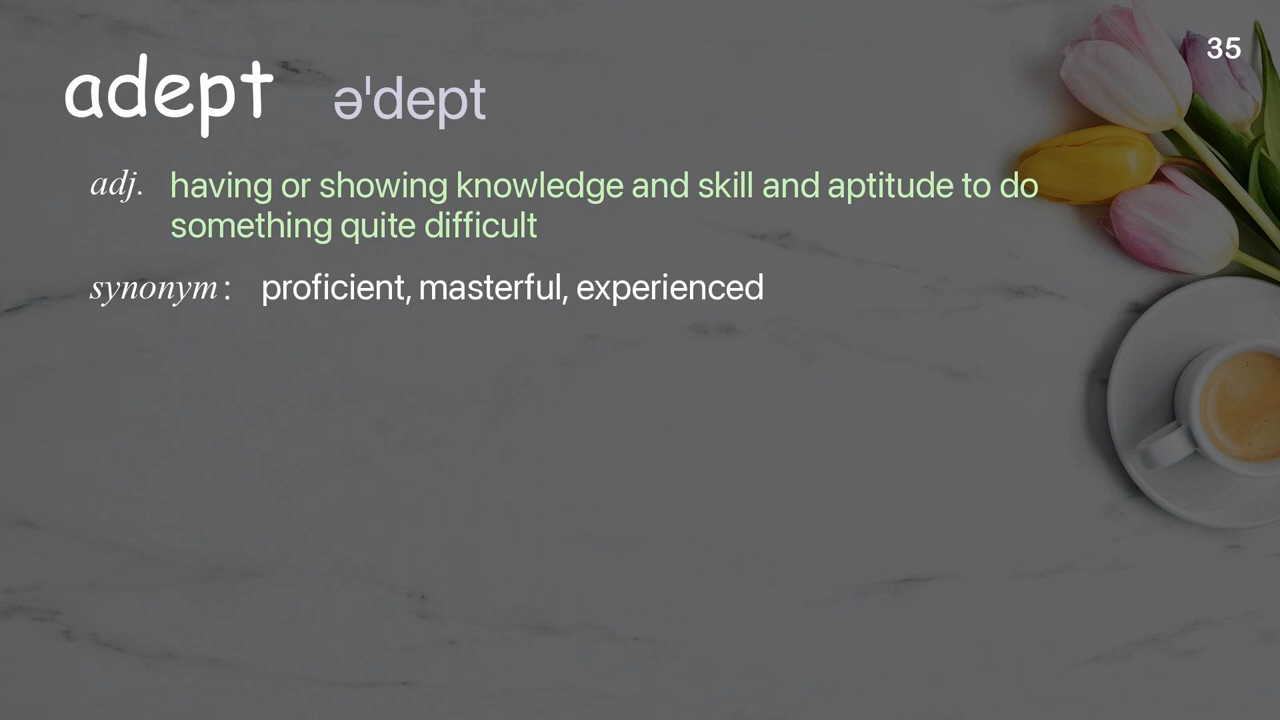 35
adept ə'dept
adj. having or showing knowledge and skill and aptitude to do
something quite difficult
synonym: proficient, masterful, experienced